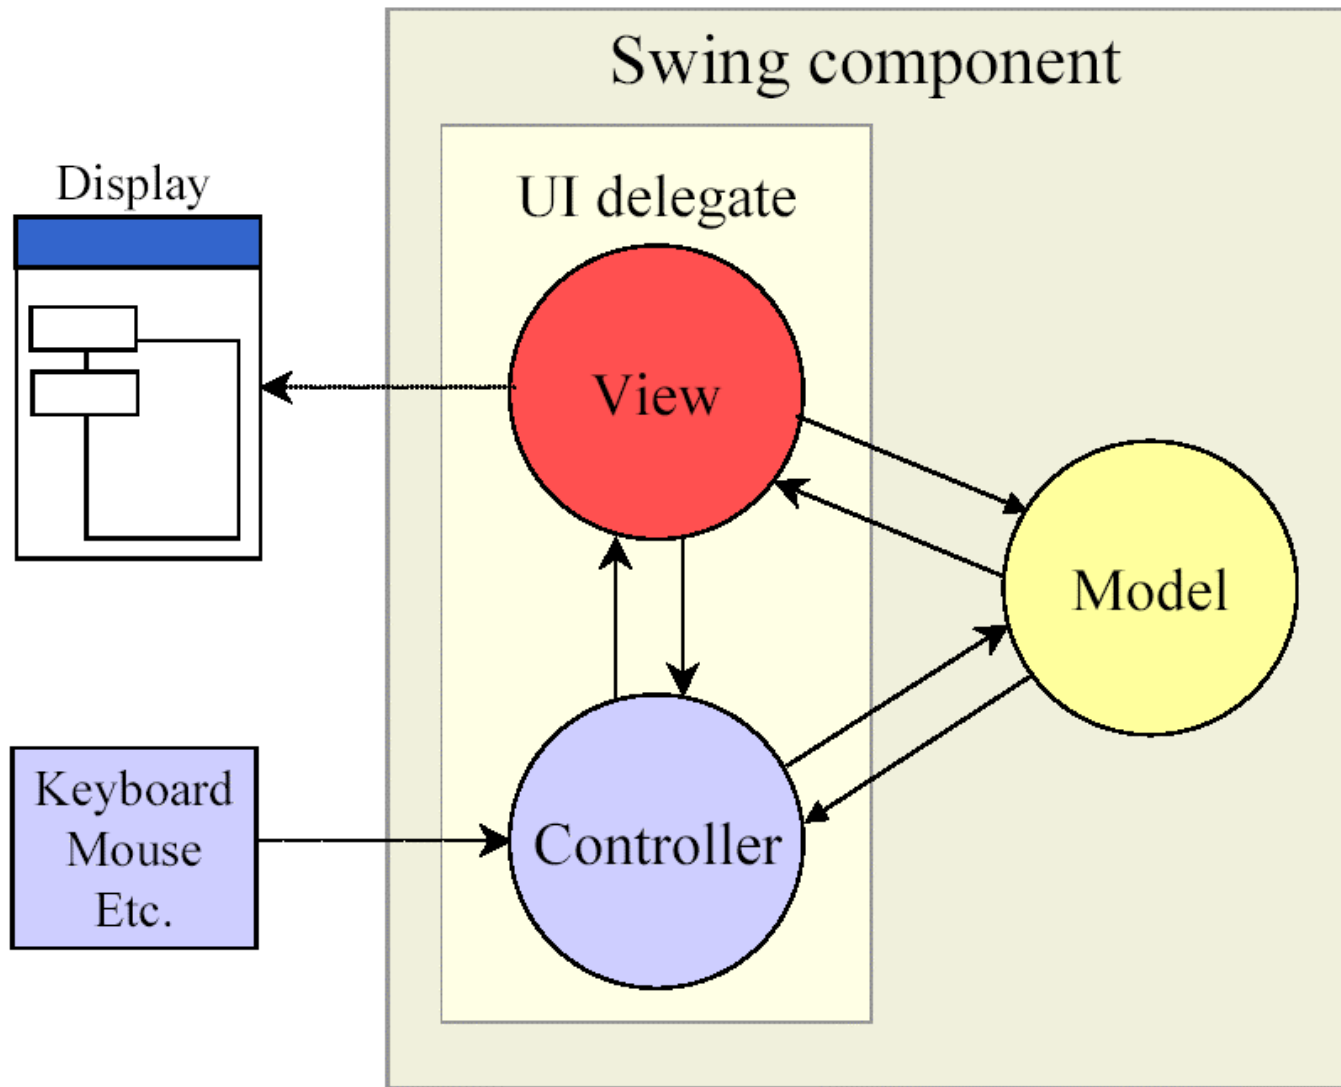 Swing component
Display
UI delegate
View
Model
Keyboard
Mouse
Etc.
Controller